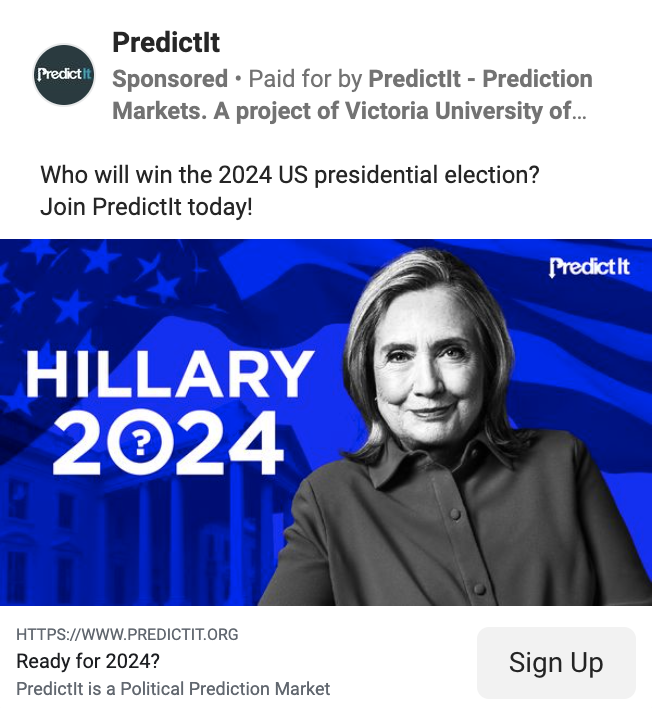 PredictIt
PredictIt
Sponsored • Paid for by PredictIt - Prediction
Markets. A project of Victoria University of...
Who will win the 2024 US presidential election?
Join PredictIt today!
PredictIt
HILLARY
2024
?
HTTPS://WWW.PREDICTIT.ORG
Ready for 2024?
PredictIt is a Political Prediction Market
Sign Up